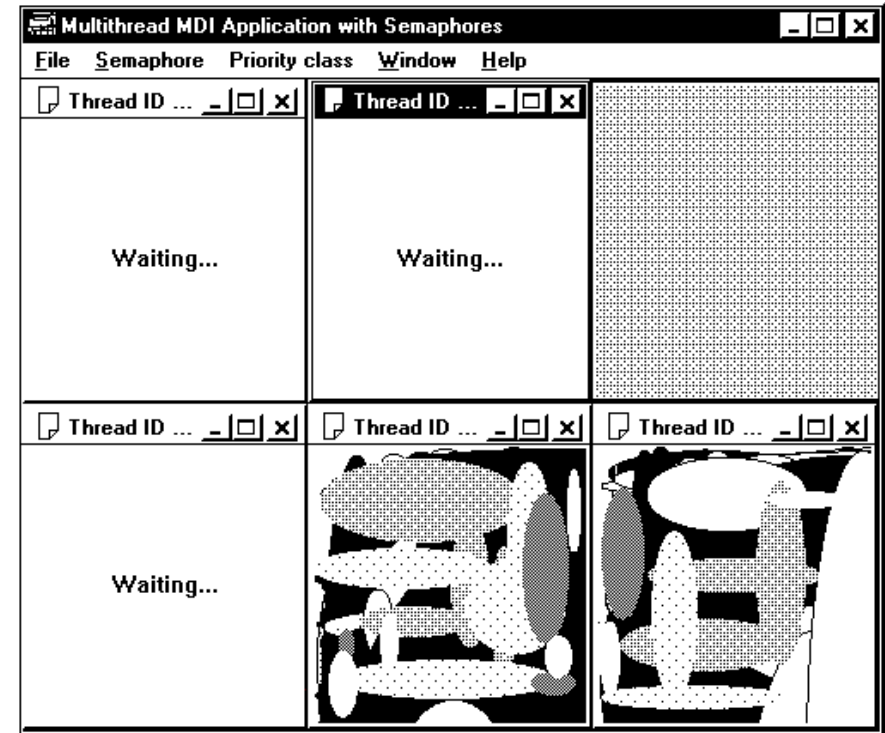 Multithread MDI Application with Semaphores
File Semaphore Priority class Window Help
Thread ID ...
Thread ID ...
Waiting...
Waiting...
Thread ID ...
Thread ID ...
Thread ID ...
Waiting...